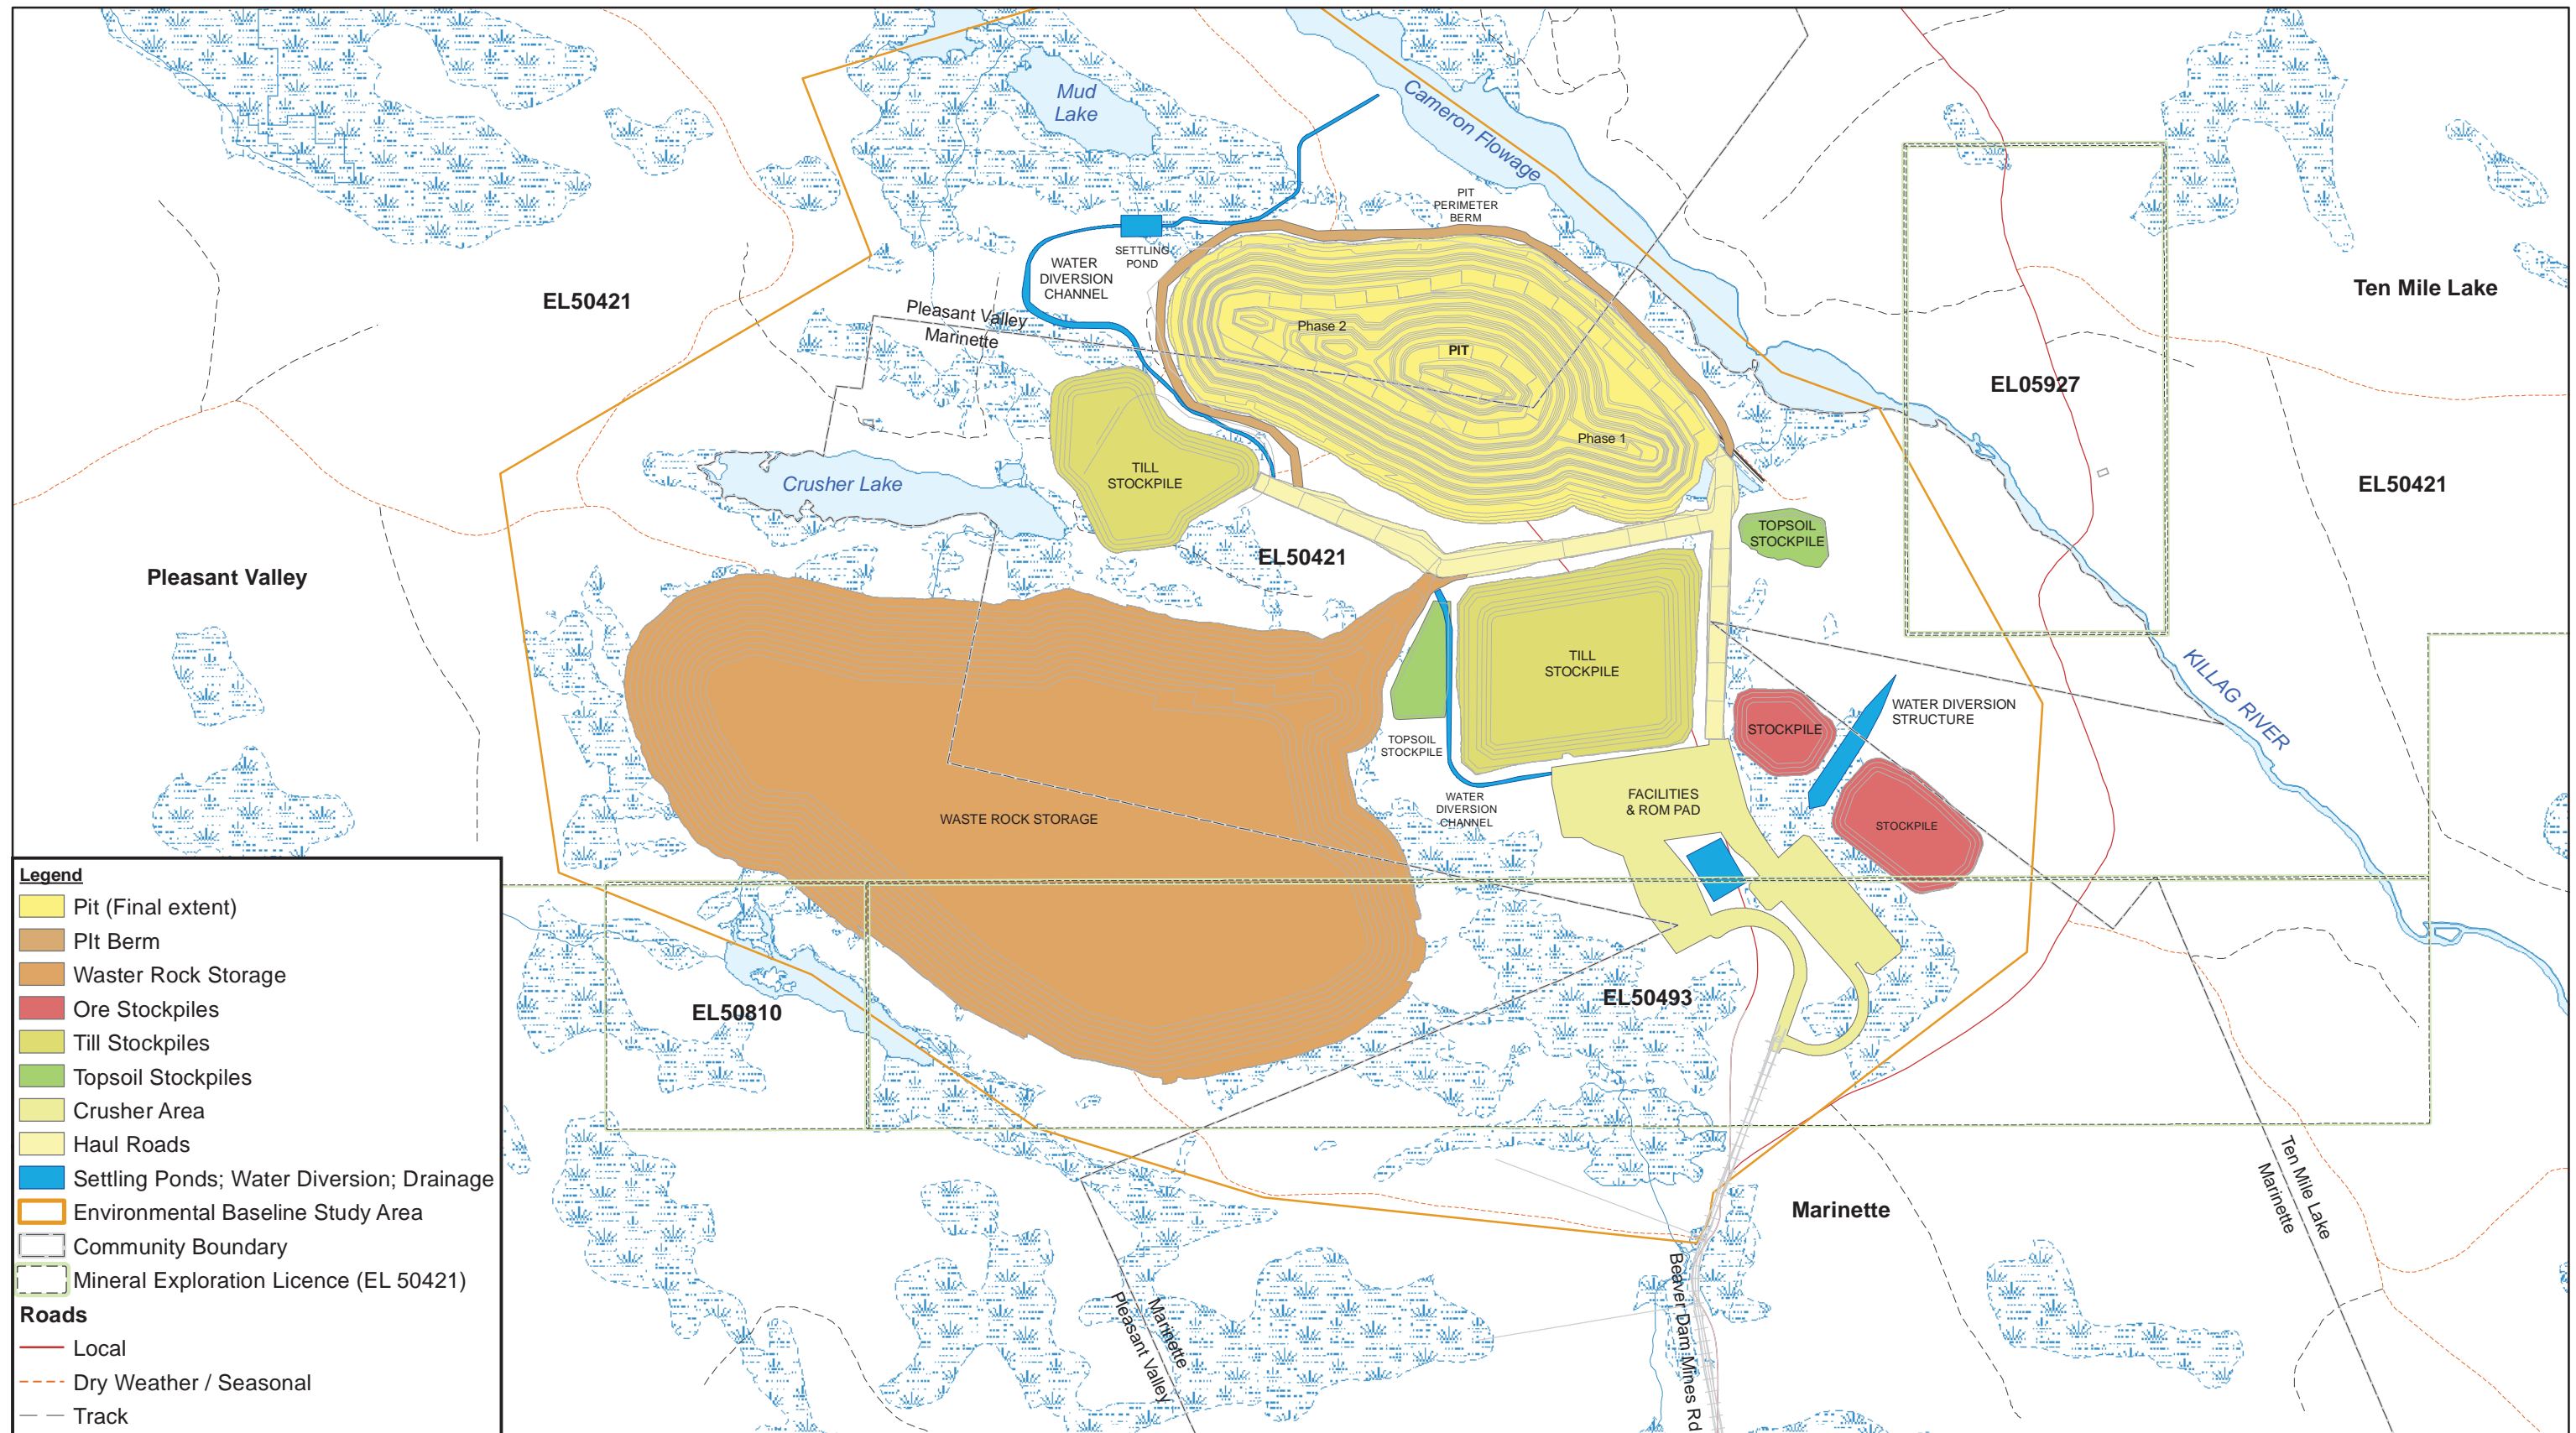 Mud
Lake
Cameron Flowage
PIT
PERIMETER
BERM
SETTLING
POND
WATER
DIVERSION
CHANNEL
EL50421
Ten Mile Lake
Pleasant Valley
Marinette
Phase 2
PIT
EL05927
Phase 1
TILL
STOCKPILE
Crusher Lake
EL50421
TOPSOIL
STOCKPILE
EL50421
Pleasant Valley
TILL
STOCKPILE
KILLAG RIVER
WATER DIVERSION
STRUCTURE
STOCKPILE
TOPSOIL
STOCKPILE
WATER
DIVERSION
CHANNEL
FACILITIES
& ROM PAD
STOCKPILE
WASTE ROCK STORAGE
EL50493
EL50810
Ten Mile Lake
Marinette
Marinette
Beaver Dam Mines Rd
Marinette
Pleasant Valley
Legend
Pit (Final extent)
PIt Berm
Waster Rock Storage
Ore Stockpiles
Till Stockpiles
Topsoil Stockpiles
Crusher Area
Haul Roads
Settling Ponds; Water Diversion; Drainage
Environmental Baseline Study Area
Community Boundary
Mineral Exploration Licence (EL 50421)
Roads
Local
Dry Weather / Seasonal
Track